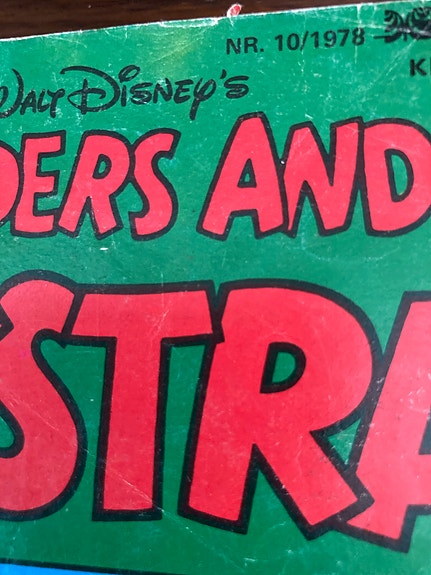 NR. 10/1978
WALT DISNEY'S
DERS AND
STRA